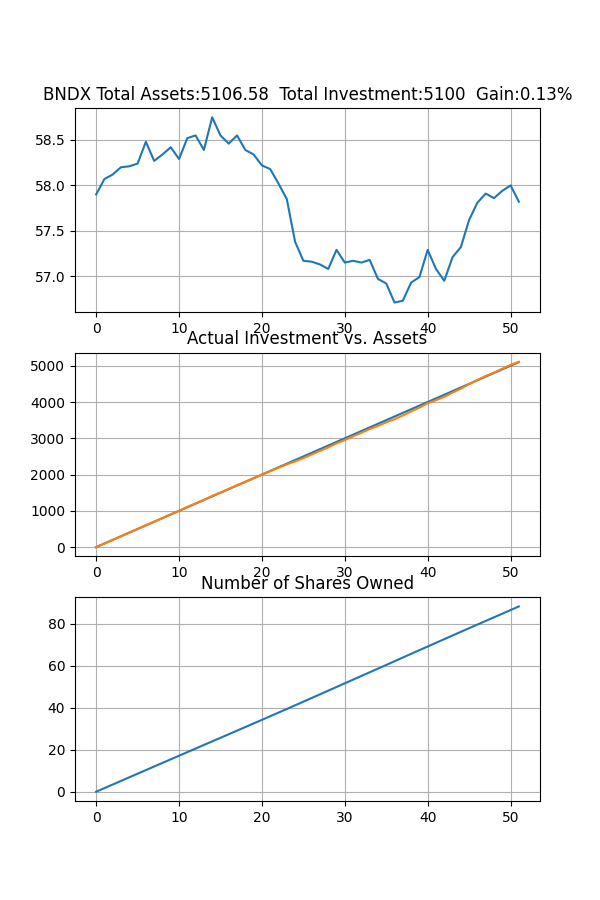 BNDX Total Assets:5106.58  Total Investment:5100  Gain:0.13%
58.5
58.0
57.5
57.0
0 10 20 30 40 50
Actual Investment vs. Assets
5000
4000
3000
2000
1000
0
0 10 20 30 40 50
Number of Shares Owned
80
60
40
20
0
0 10 20 30 40 50